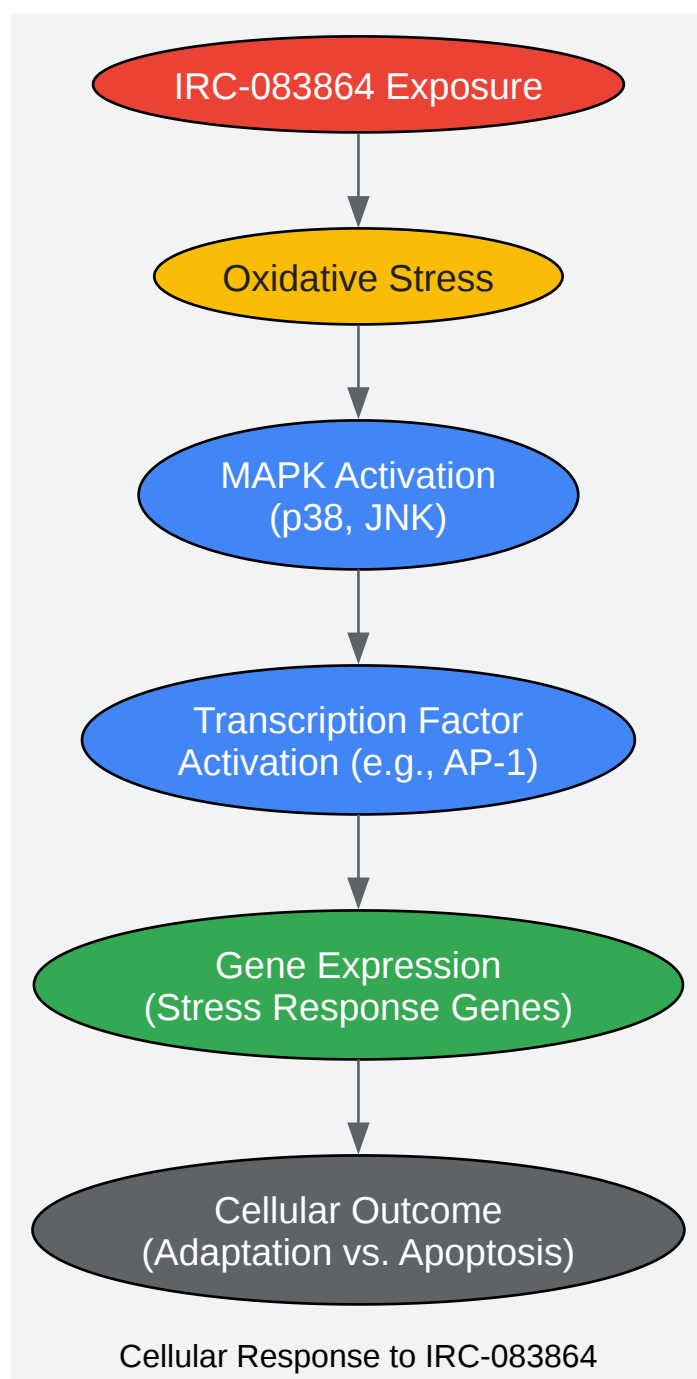 IRC-083864 Exposure
Oxidative Stress
MAPK Activation
(p38, JNK)
Transcription Factor
Activation (e.g., AP-1)
Gene Expression
(Stress Response Genes)
Cellular Outcome
(Adaptation vs. Apoptosis)
Cellular Response to IRC-083864